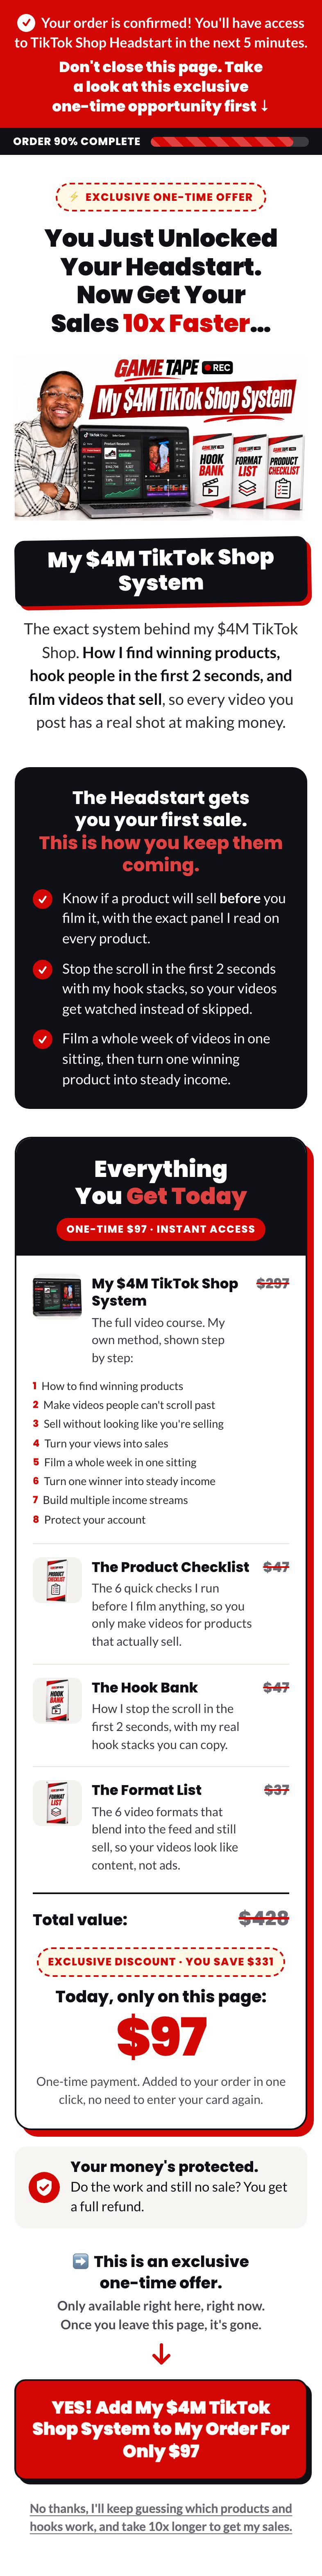 Your order is confirmed! You'll have access
to TikTok Shop Headstart in the next 5 minutes.
Don't close this page. Take
a look at this exclusive
one-time opportunity first ↓
ORDER 90% COMPLETE
⚡ EXCLUSIVE ONE-TIME OFFER
You Just Unlocked
Your Headstart.
Now Get Your
Sales 10x Faster...
GAME TAPE REC
My $4M TikTok Shop System
HOOK BANK
FORMAT LIST
PRODUCT CHECKLIST
My $4M TikTok Shop
System
The exact system behind my $4M TikTok
Shop. How I find winning products,
hook people in the first 2 seconds, and
film videos that sell, so every video you
post has a real shot at making money.
The Headstart gets
you your first sale.
This is how you keep them
coming.
Know if a product will sell before you
film it, with the exact panel I read on
every product.
Stop the scroll in the first 2 seconds
with my hook stacks, so your videos
get watched instead of skipped.
Film a whole week of videos in one
sitting, then turn one winning
product into steady income.
Everything
You Get Today
ONE-TIME $97 · INSTANT ACCESS
My $4M TikTok Shop $297
System
The full video course. My
own method, shown step
by step:
1 How to find winning products
2 Make videos people can't scroll past
3 Sell without looking like you're selling
4 Turn your views into sales
5 Film a whole week in one sitting
6 Turn one winner into steady income
7 Build multiple income streams
8 Protect your account
The Product Checklist $47
The 6 quick checks I run
before I film anything, so you
only make videos for products
that actually sell.
The Hook Bank $47
How I stop the scroll in the
first 2 seconds, with my real
hook stacks you can copy.
The Format List $37
The 6 video formats that
blend into the feed and still
sell, so your videos look like
content, not ads.
Total value: $428
EXCLUSIVE DISCOUNT · YOU SAVE $331
Today, only on this page:
$97
One-time payment. Added to your order in one
click, no need to enter your card again.
Your money's protected.
Do the work and still no sale? You get
a full refund.
➡️ This is an exclusive
one-time offer.
Only available right here, right now.
Once you leave this page, it's gone.
↓
YES! Add My $4M TikTok
Shop System to My Order For
Only $97
No thanks, I'll keep guessing which products and
hooks work, and take 10x longer to get my sales.